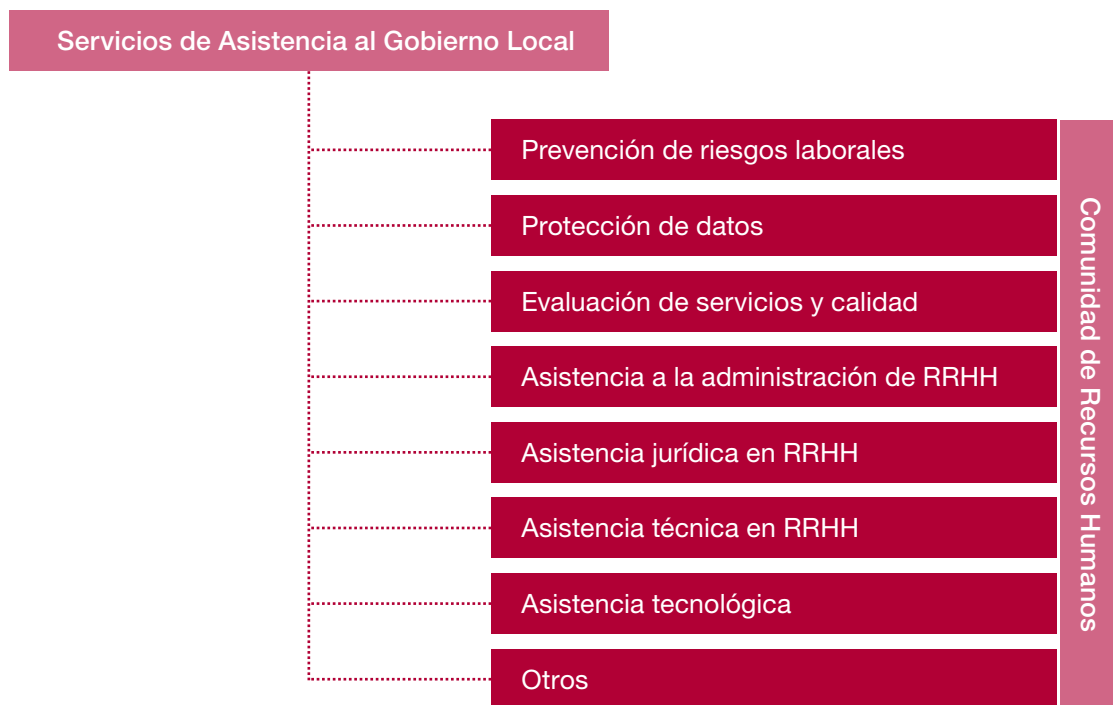 Servicios de Asistencia al Gobierno Local
Prevención de riesgos laborales
Protección de datos
Evaluación de servicios y calidad
Asistencia a la administración de RRHH
Asistencia jurídica en RRHH
Asistencia técnica en RRHH
Asistencia tecnológica
Otros
Comunidad de Recursos Humanos